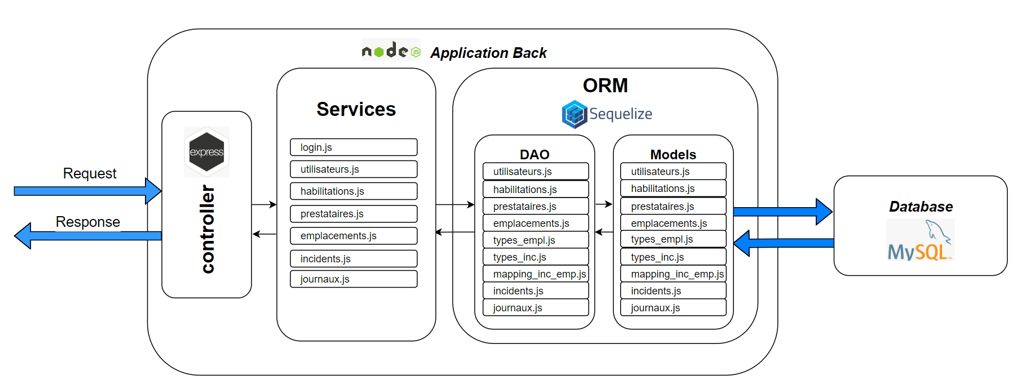 node JS
Application Back
ORM
Sequelize
Services
express
controller
Request
Response
login.js
utilisateurs.js
habilitations.js
prestataires.js
emplacements.js
incidents.js
journaux.js
DAO
utilisateurs.js
habilitations.js
prestataires.js
emplacements.js
types_empl.js
types_inc.js
mapping_inc_emp.js
incidents.js
journaux.js
Models
utilisateurs.js
habilitations.js
prestataires.js
emplacements.js
types_empl.js
types_inc.js
mapping_inc_emp.js
incidents.js
journaux.js
Database
MySQL